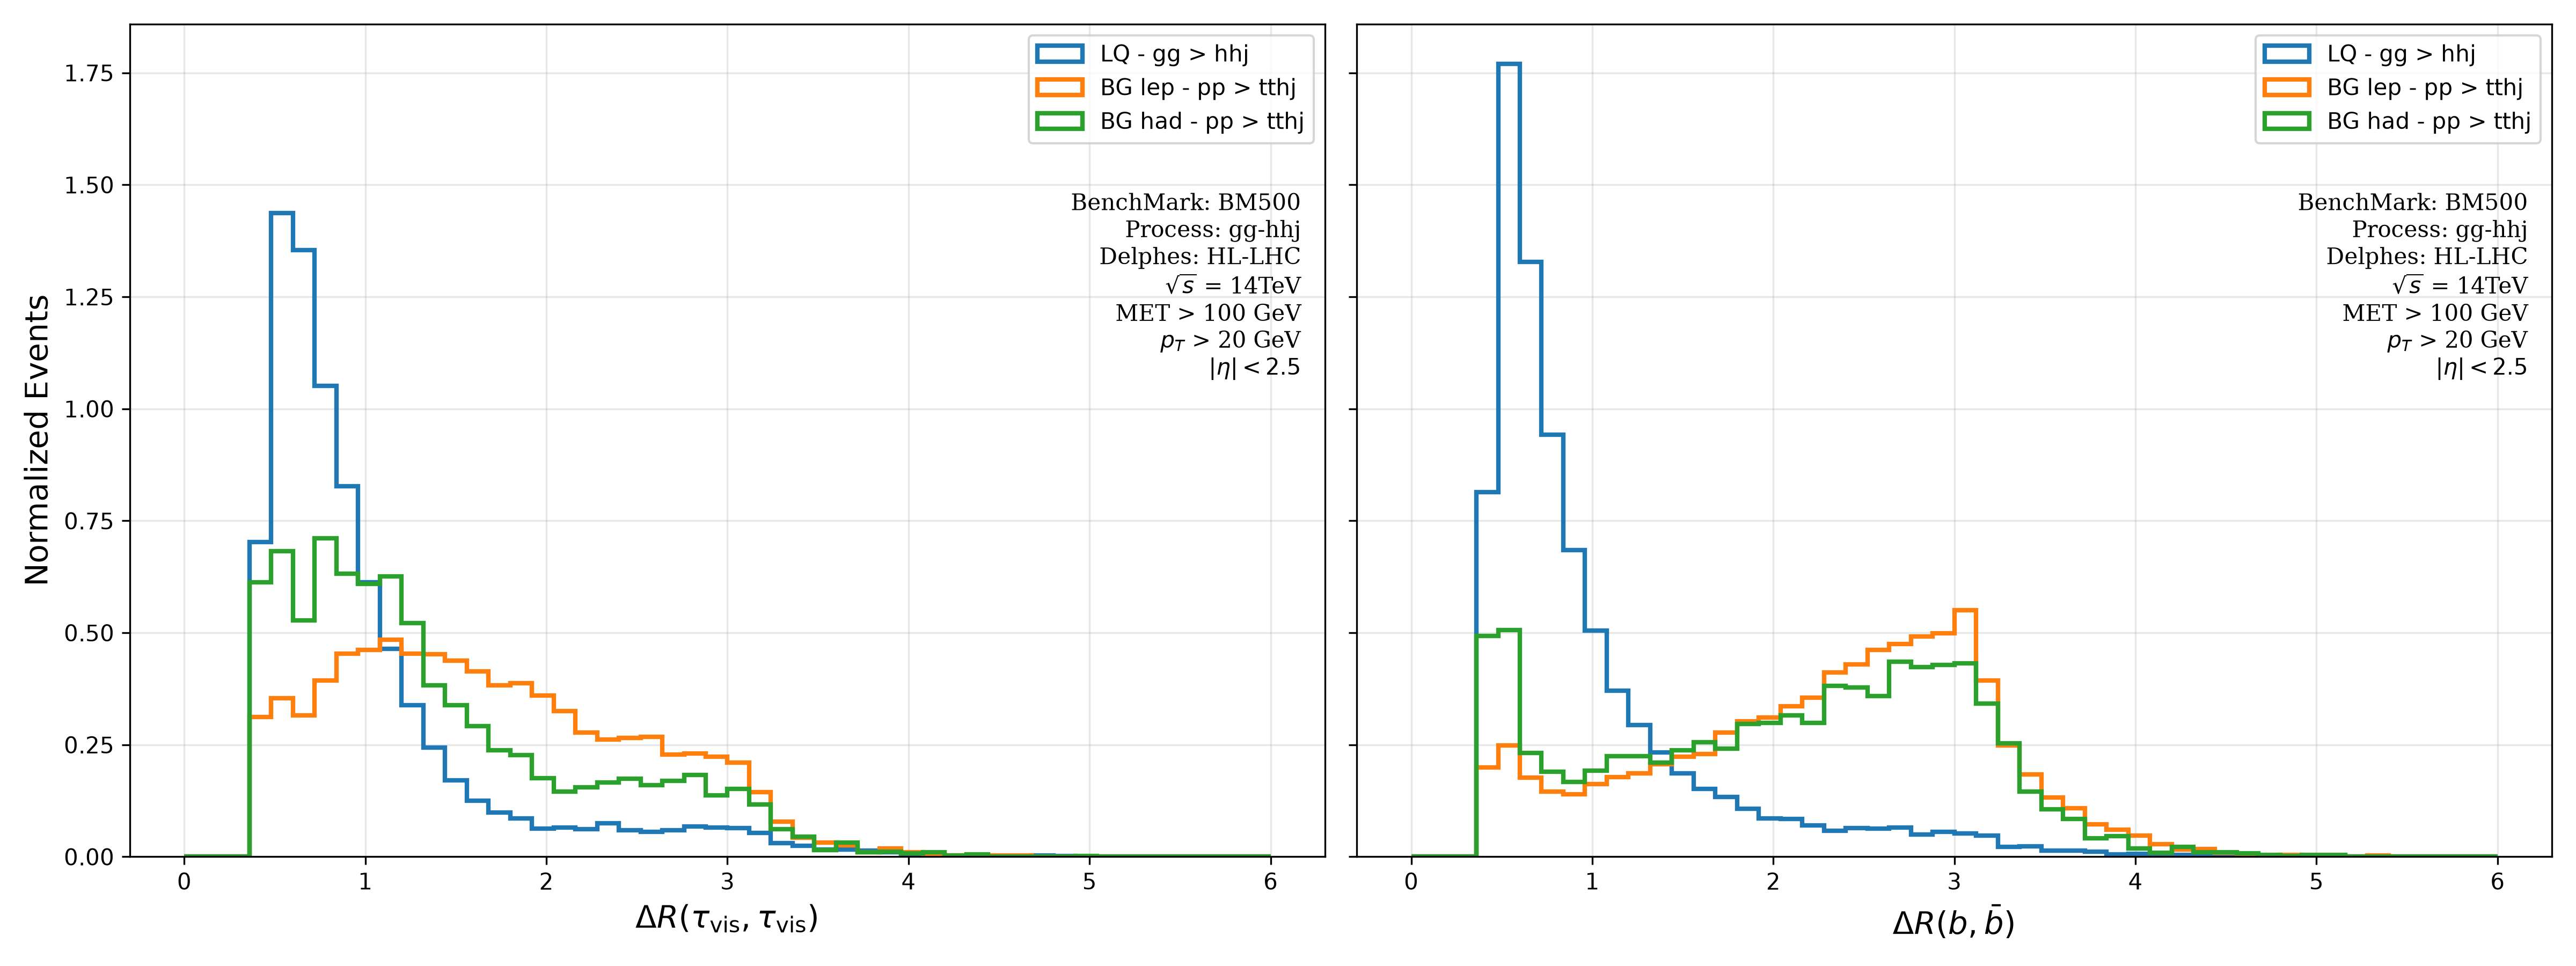 LQ - gg > hhj
BG lep - pp > tthj
BG had - pp > tthj
BenchMark: BM500
Process: gg-hhj
Delphes: HL-LHC
√s = 14TeV
MET > 100 GeV
p_T > 20 GeV
|η| < 2.5
Normalized Events
1.75
1.50
1.25
1.00
0.75
0.50
0.25
0.00
0 1 2 3 4 5 6
ΔR(τ_vis, τ_vis)
LQ - gg > hhj
BG lep - pp > tthj
BG had - pp > tthj
BenchMark: BM500
Process: gg-hhj
Delphes: HL-LHC
√s = 14TeV
MET > 100 GeV
p_T > 20 GeV
|η| < 2.5
0 1 2 3 4 5 6
ΔR(b, b̄)